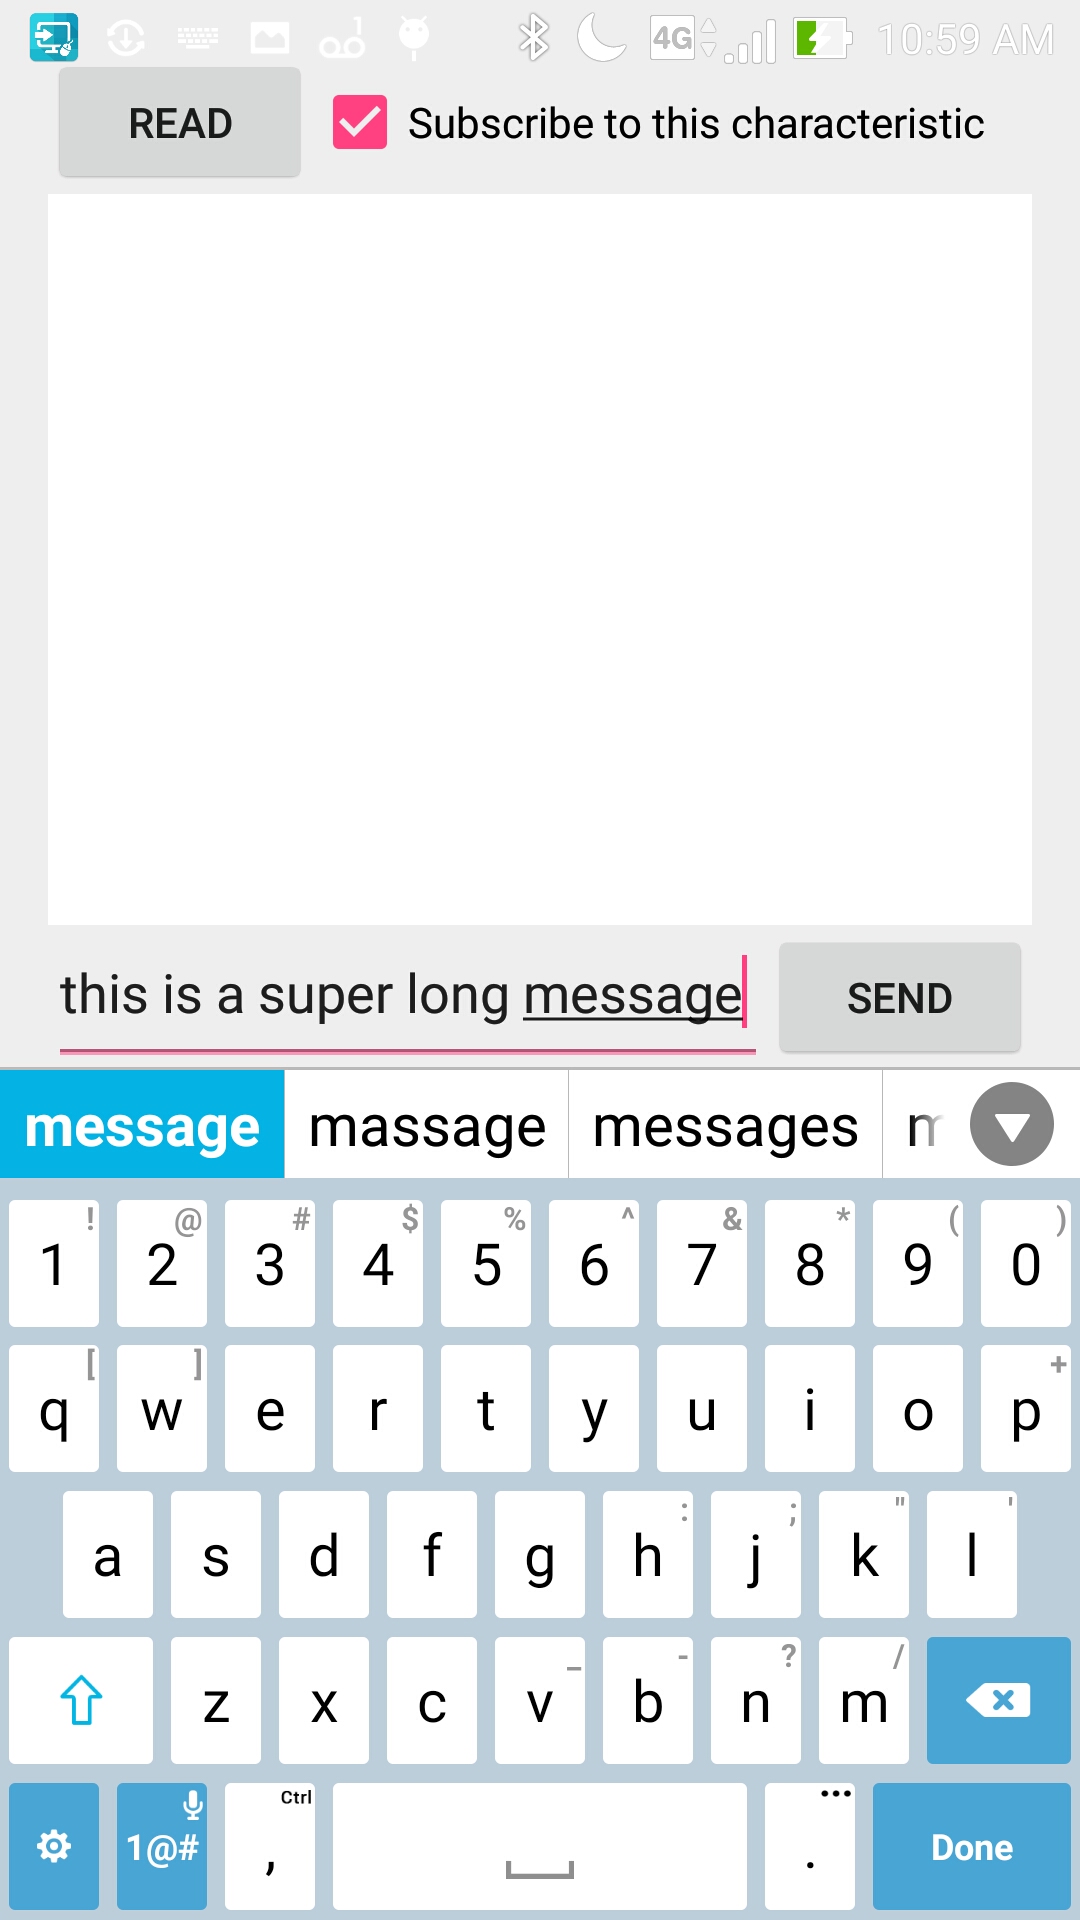 1 4G 10:59 AM
READ Subscribe to this characteristic
this is a super long message SEND
message massage messages m
! @ # $ % ^ & * ( )
1 2 3 4 5 6 7 8 9 0
[ ] +
q w e r t y u i o p
: ; " '
a s d f g h j k l
_ - ? /
z x c v b n m
Ctrl ...
1@# , . Done